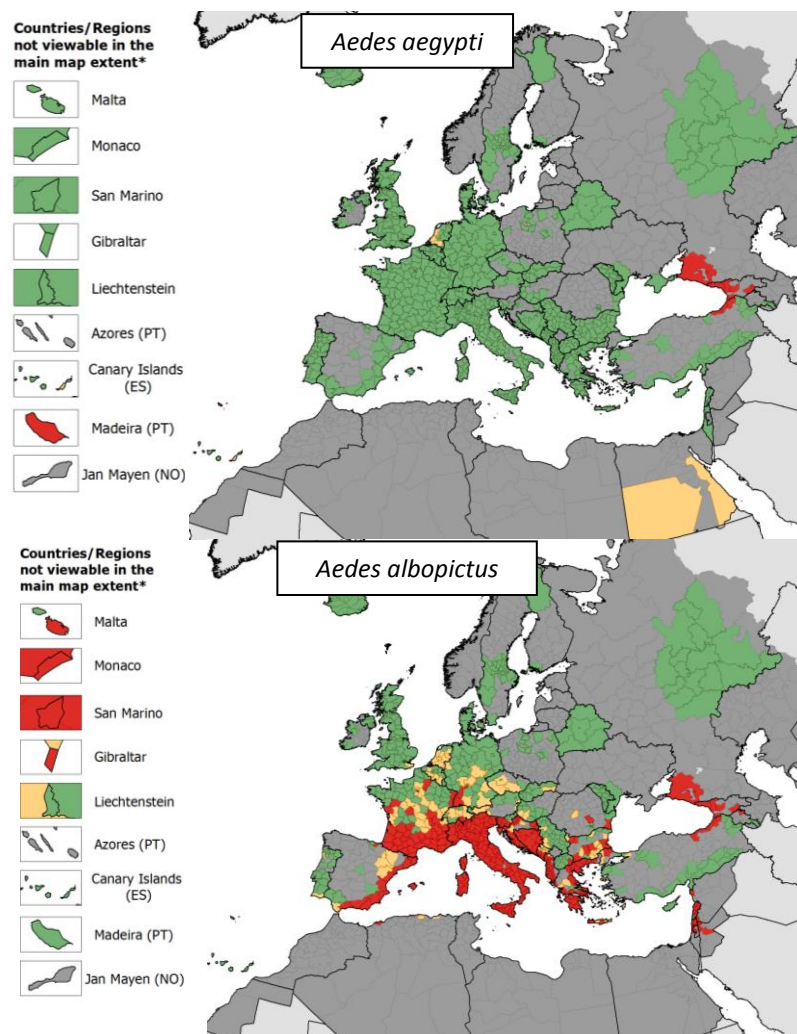 Countries/Regions
not viewable in the
main map extent*
Aedes aegypti
Malta
Monaco
San Marino
Gibraltar
Liechtenstein
Azores (PT)
Canary Islands
(ES)
Madeira (PT)
Jan Mayen (NO)
Countries/Regions
not viewable in the
main map extent*
Aedes albopictus
Malta
Monaco
San Marino
Gibraltar
Liechtenstein
Azores (PT)
Canary Islands
(ES)
Madeira (PT)
Jan Mayen (NO)